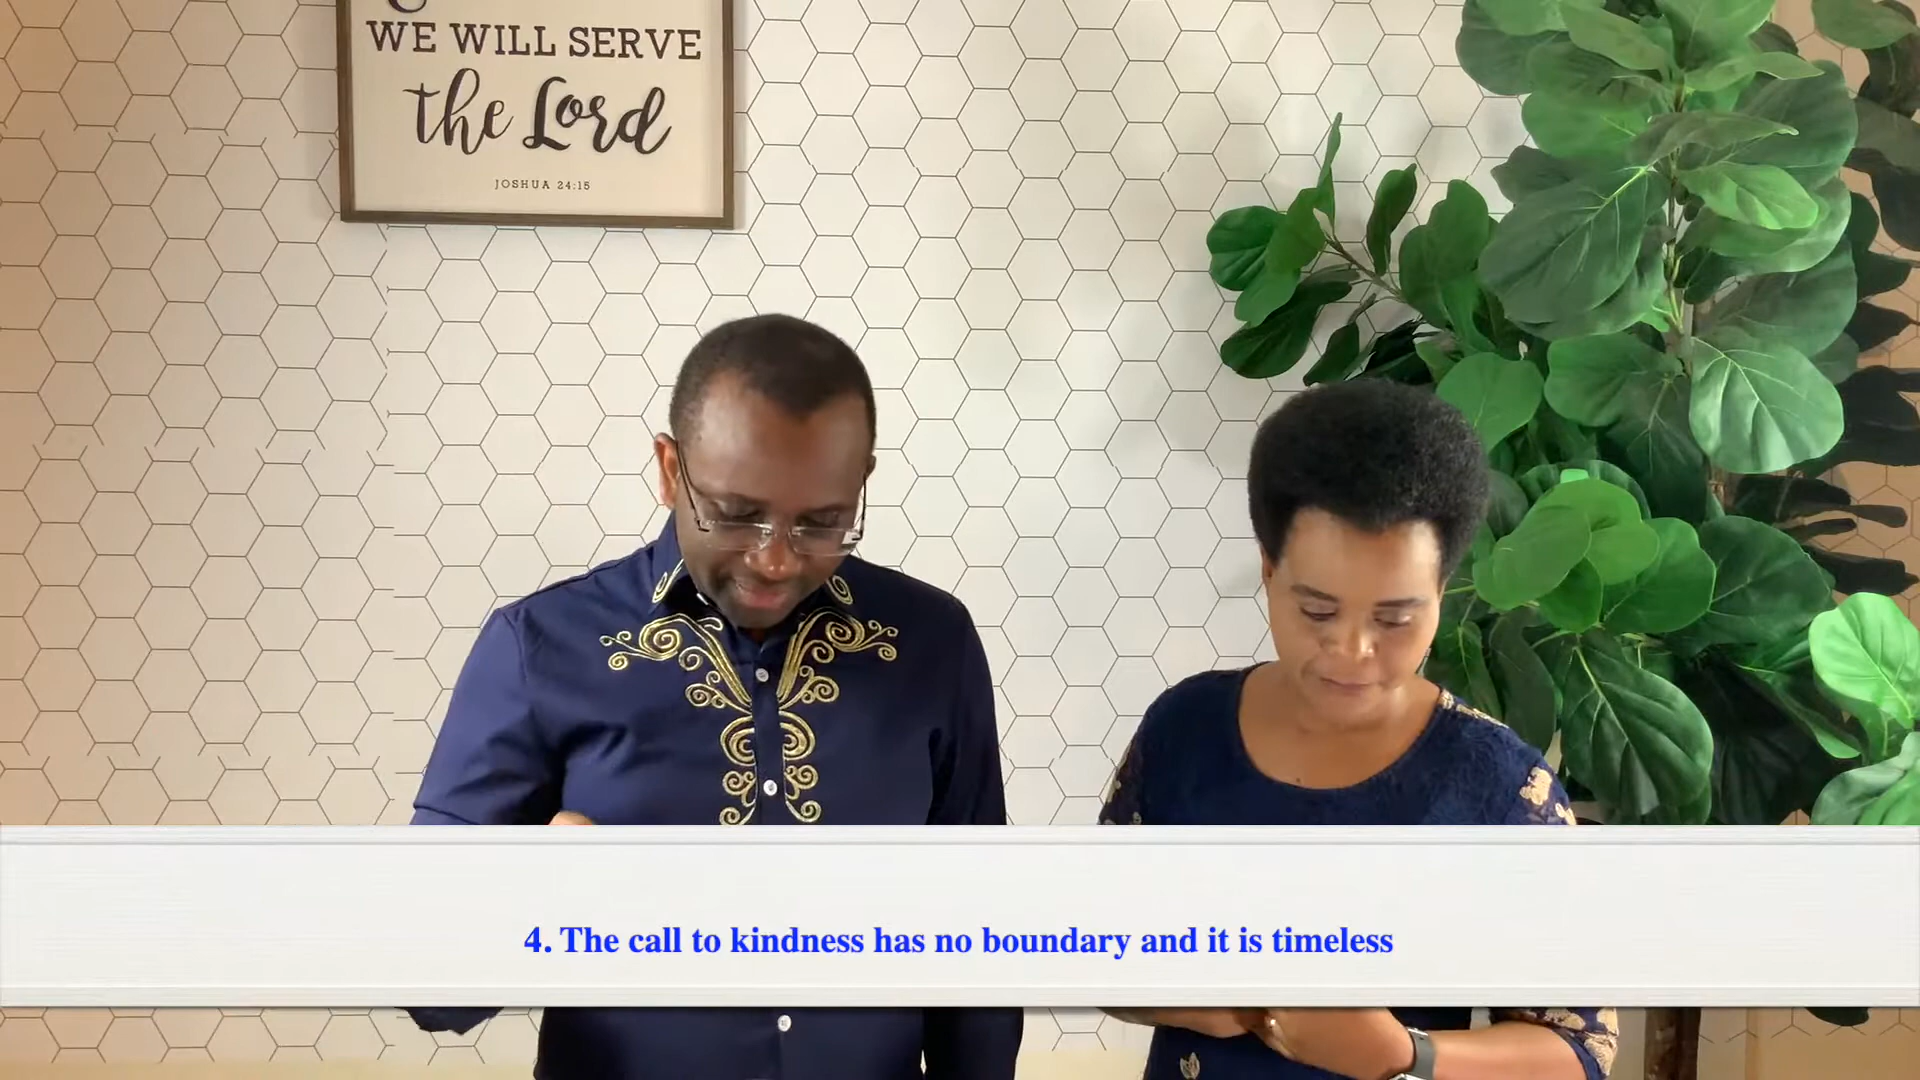 WE WILL SERVE
the Lord
JOSHUA 24:15
4. The call to kindness has no boundary and it is timeless